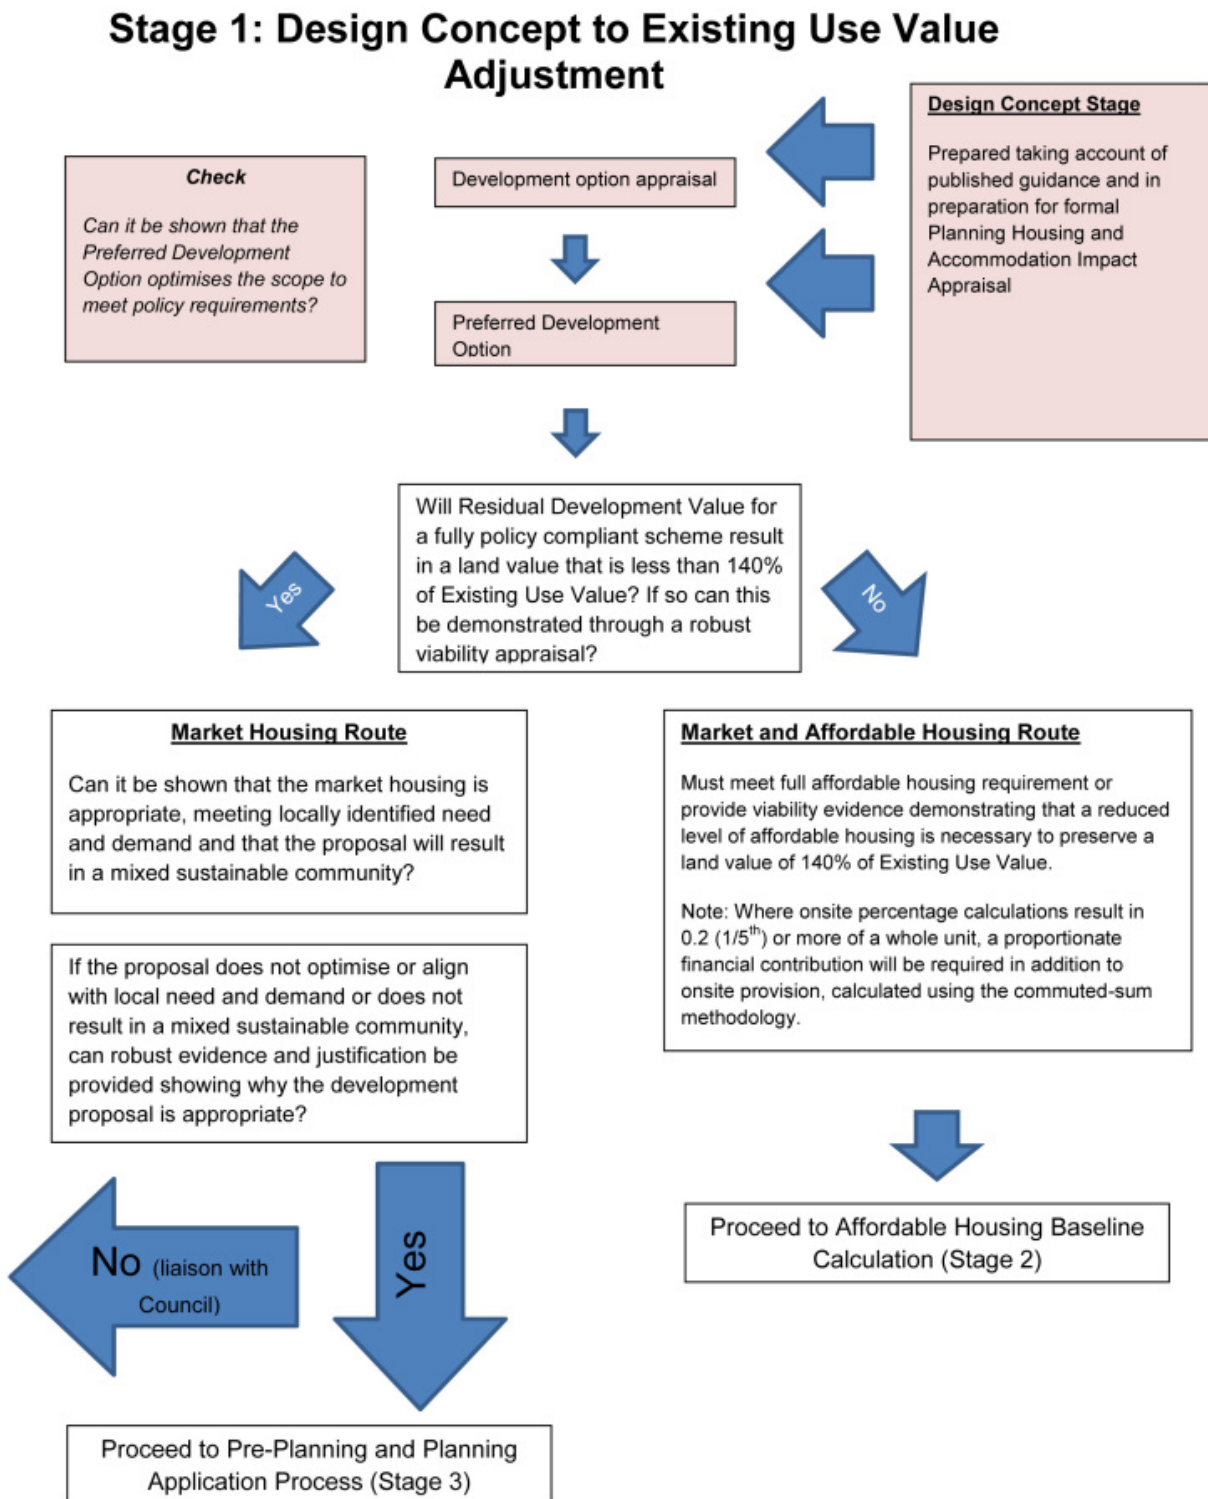 Stage 1: Design Concept to Existing Use Value
Adjustment
Design Concept Stage
Prepared taking account of
published guidance and in
preparation for formal
Planning Housing and
Accommodation Impact
Appraisal
Check
Can it be shown that the
Preferred Development
Option optimises the scope to
meet policy requirements?
Development option appraisal
Preferred Development
Option
Will Residual Development Value for
a fully policy compliant scheme result
in a land value that is less than 140%
of Existing Use Value? If so can this
be demonstrated through a robust
viability appraisal?
Yes
No
Market Housing Route
Can it be shown that the market housing is
appropriate, meeting locally identified need
and demand and that the proposal will result
in a mixed sustainable community?
If the proposal does not optimise or align
with local need and demand or does not
result in a mixed sustainable community,
can robust evidence and justification be
provided showing why the development
proposal is appropriate?
Market and Affordable Housing Route
Must meet full affordable housing requirement or
provide viability evidence demonstrating that a reduced
level of affordable housing is necessary to preserve a
land value of 140% of Existing Use Value.
Note: Where onsite percentage calculations result in
0.2 (1/5th) or more of a whole unit, a proportionate
financial contribution will be required in addition to
onsite provision, calculated using the commuted-sum
methodology.
No (liaison with
Council)
Yes
Proceed to Affordable Housing Baseline
Calculation (Stage 2)
Proceed to Pre-Planning and Planning
Application Process (Stage 3)